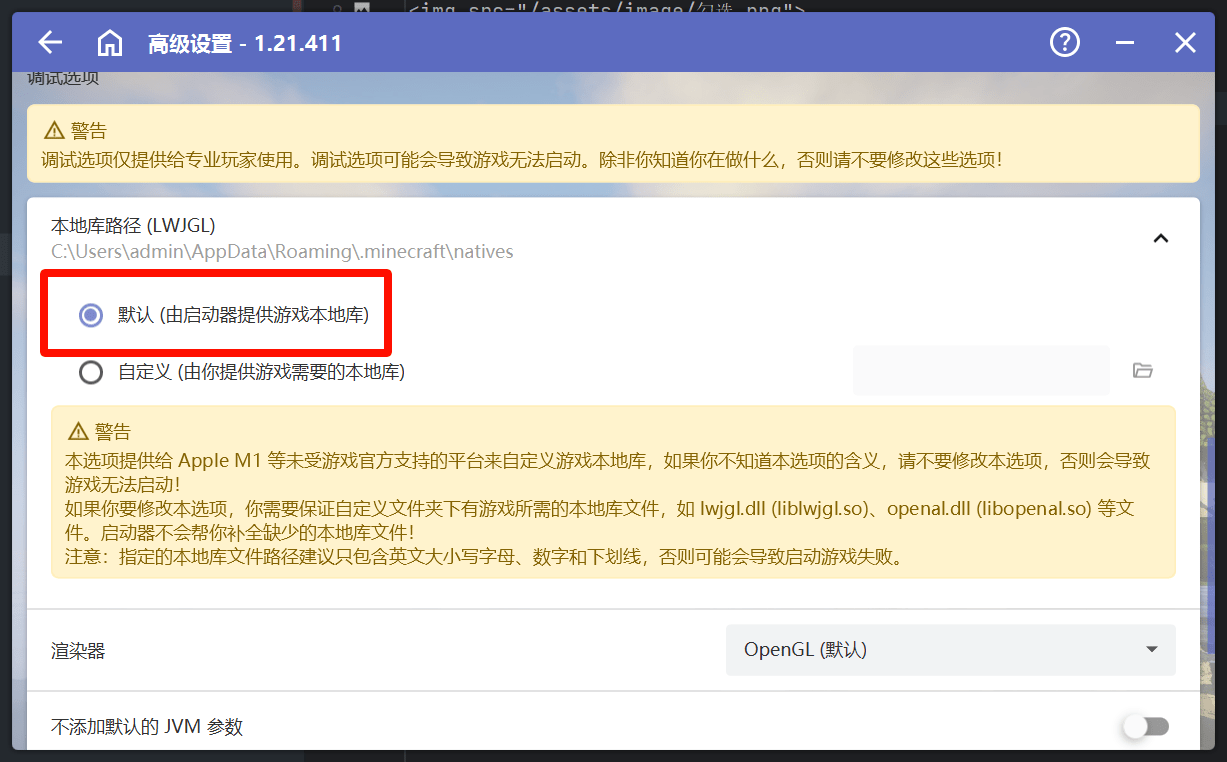 <img src="/assets/image/勾选.png">
高级设置 - 1.21.411
调试选项
警告
调试选项仅提供给专业玩家使用。调试选项可能会导致游戏无法启动。除非你知道你在做什么，否则请不要修改这些选项！
本地库路径 (LWJGL)
C:\Users\admin\AppData\Roaming\.minecraft\natives
默认 (由启动器提供游戏本地库)
自定义 (由你提供游戏需要的本地库)
警告
本选项提供给 Apple M1 等未受游戏官方支持的平台来自定义游戏本地库，如果你不知道本选项的含义，请不要修改本选项，否则会导致
游戏无法启动！
如果你要修改本选项，你需要保证自定义文件夹下有游戏所需的本地库文件，如 lwjgl.dll (liblwjgl.so)、openal.dll (libopenal.so) 等文
件。启动器不会帮你补全缺少的本地库文件！
注意：指定的本地库文件路径建议只包含英文大小写字母、数字和下划线，否则可能会导致启动游戏失败。
渲染器
OpenGL (默认)
不添加默认的 JVM 参数